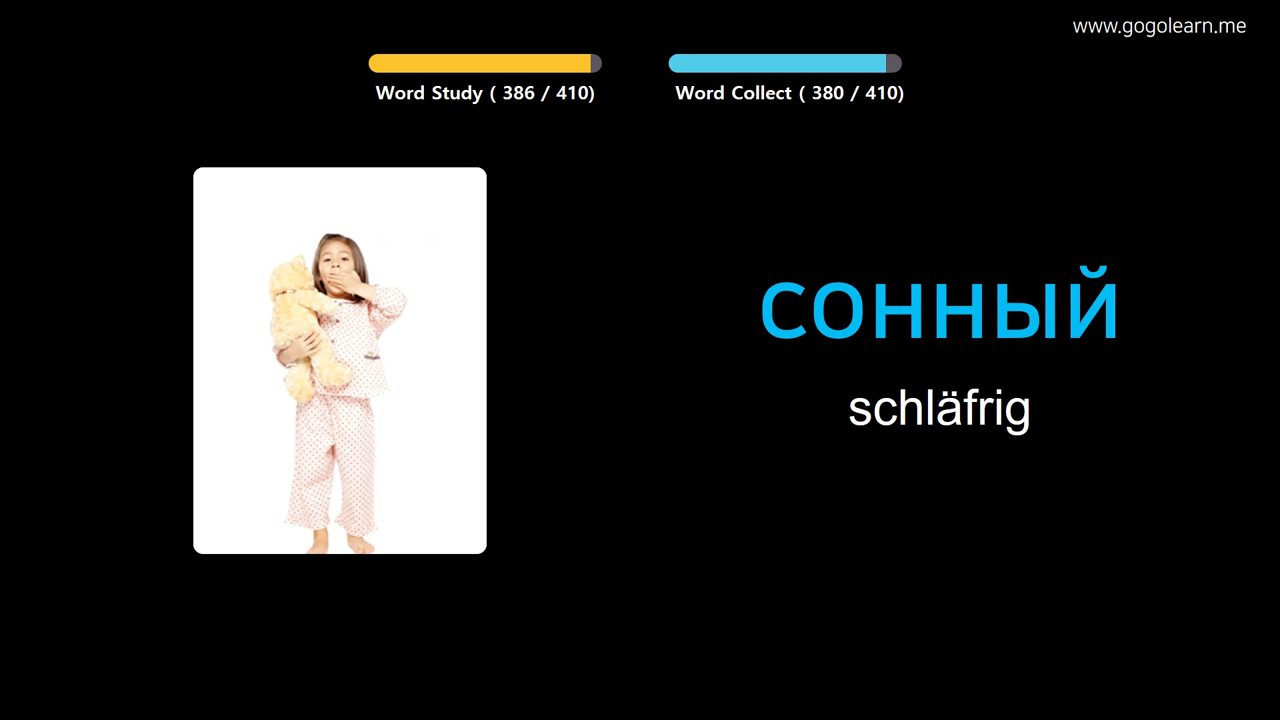 www.gogolearn.me
Word Study ( 386 / 410)
Word Collect ( 380 / 410)
сонный
schläfrig